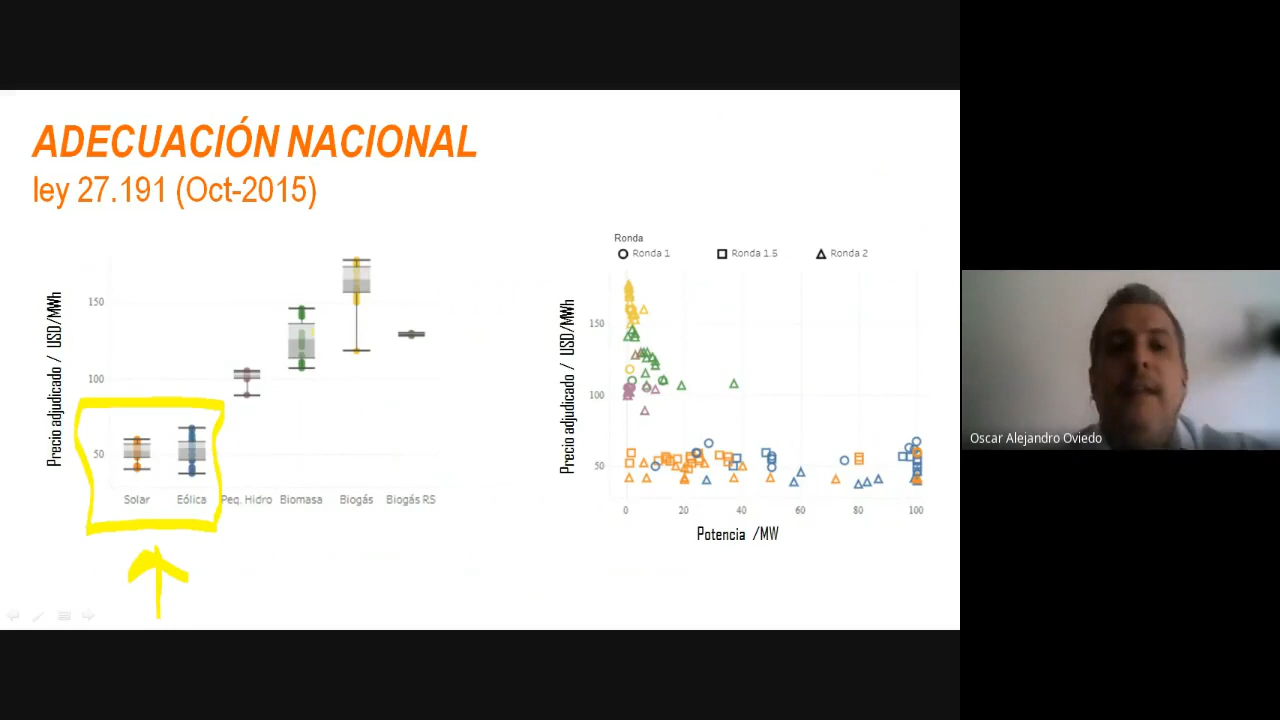 ADECUACIÓN NACIONAL
ley 27.191 (Oct-2015)
Precio adjudicado / USD/MWh
150
100
50
Solar
Eólica
Peq. Hidro
Biomasa
Biogás
Biogás RS
Ronda
Ronda 1
Ronda 1.5
Ronda 2
Precio adjudicado / USD/MWh
150
100
50
0
20
40
60
80
100
Potencia /MW
Oscar Alejandro Oviedo